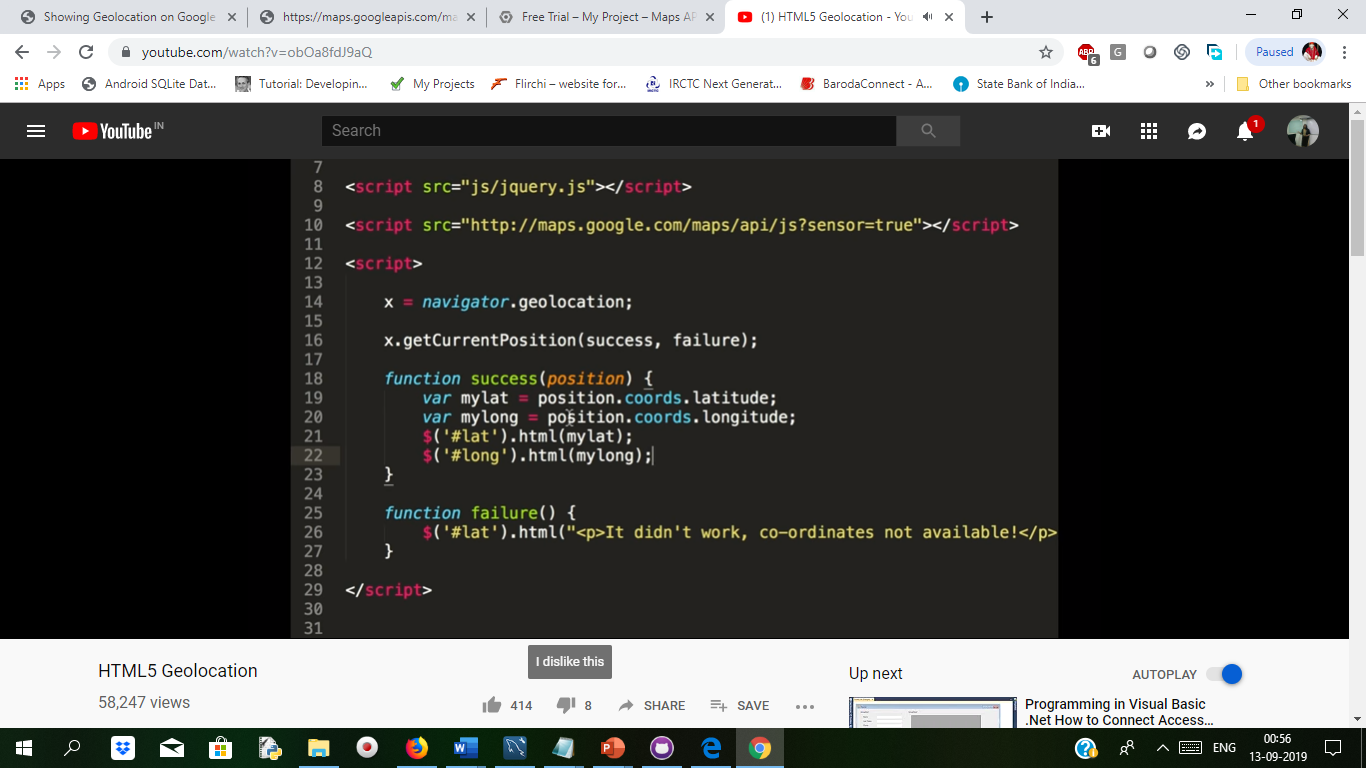 Showing Geolocation on Google
https://maps.googleapis.com/ma
Free Trial – My Project – Maps AP
(1) HTML5 Geolocation - You
youtube.com/watch?v=obOa8fdJ9aQ
ABP
6
G
Paused
Apps
Android SQLite Dat...
Tutorial: Developin...
My Projects
Flirchi – website for...
IRCTC Next Generat...
BarodaConnect - A...
State Bank of India...
»
Other bookmarks
YouTube IN
Search
1
7
8 <script src="js/jquery.js"></script>
9
10 <script src="http://maps.google.com/maps/api/js?sensor=true"></script>
11
12 <script>
13
14 x = navigator.geolocation;
15
16 x.getCurrentPosition(success, failure);
17
18 function success(position) {
19 var mylat = position.coords.latitude;
20 var mylong = position.coords.longitude;
21 $('#lat').html(mylat);
22 $('#long').html(mylong);
23 }
24
25 function failure() {
26 $('#lat').html("<p>It didn't work, co-ordinates not available!</p>
27 }
28
29 </script>
30
31
HTML5 Geolocation
I dislike this
Up next
AUTOPLAY
58,247 views
414
8
SHARE
SAVE
Programming in Visual Basic
.Net How to Connect Access...
ENG
00:56
13-09-2019